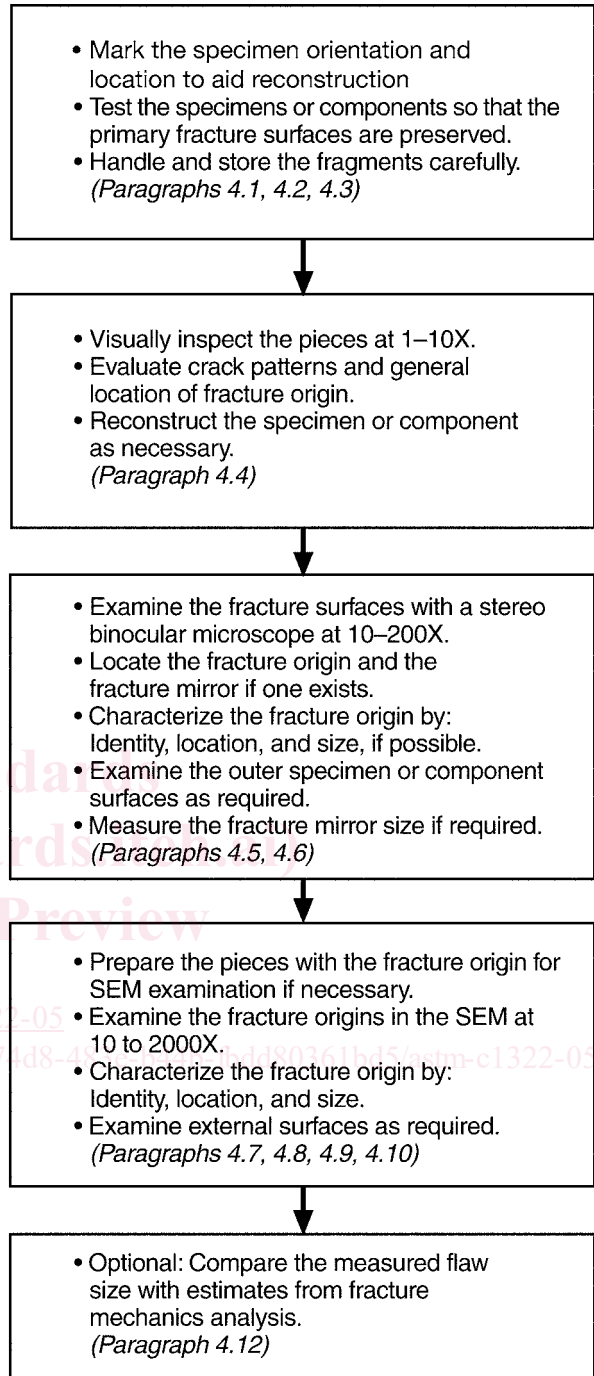 • Mark the specimen orientation and
location to aid reconstruction
• Test the specimens or components so that the
primary fracture surfaces are preserved.
• Handle and store the fragments carefully.
(Paragraphs 4.1, 4.2, 4.3)
• Visually inspect the pieces at 1–10X.
• Evaluate crack patterns and general
location of fracture origin.
• Reconstruct the specimen or component
as necessary.
(Paragraph 4.4)
• Examine the fracture surfaces with a stereo
binocular microscope at 10–200X.
• Locate the fracture origin and the
fracture mirror if one exists.
• Characterize the fracture origin by:
Identity, location, and size, if possible.
• Examine the outer specimen or component
surfaces as required.
• Measure the fracture mirror size if required.
(Paragraphs 4.5, 4.6)
Preview
• Prepare the pieces with the fracture origin for
SEM examination if necessary.
• Examine the fracture origins in the SEM at
10 to 2000X.
• Characterize the fracture origin by:
Identity, location, and size.
• Examine external surfaces as required.
(Paragraphs 4.7, 4.8, 4.9, 4.10)
• Optional: Compare the measured flaw
size with estimates from fracture
mechanics analysis.
(Paragraph 4.12)